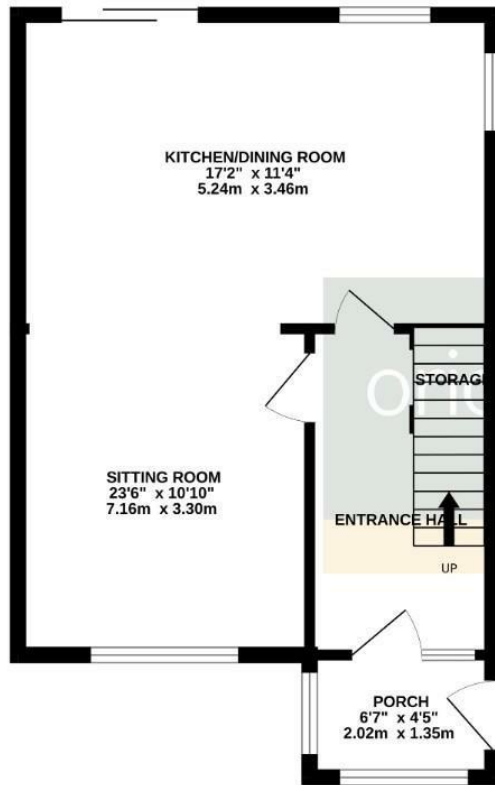 KITCHEN/DINING ROOM
17'2" x 11'4"
5.24m x 3.46m
STORAGE
SITTING ROOM
23'6" x 10'10"
7.16m x 3.30m
ENTRANCE HALL
UP
PORCH
6'7" x 4'5"
2.02m x 1.35m